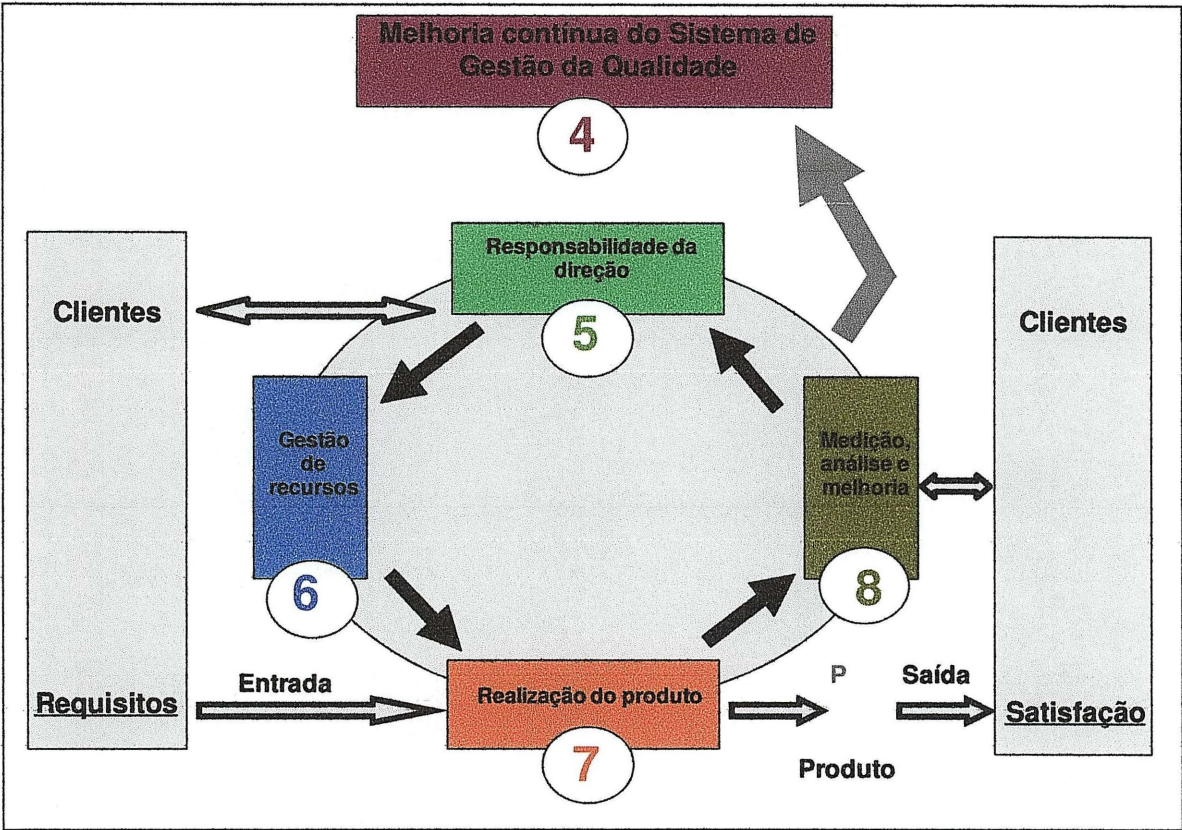 Melhoria contínua do Sistema de
Gestão da Qualidade
4
Responsabilidade da
direção
5
Clientes
Clientes
Gestão
de
recursos
6
Medição,
análise e
melhoria
8
Requisitos
Entrada
Realização do produto
7
P
Produto
Saída
Satisfação